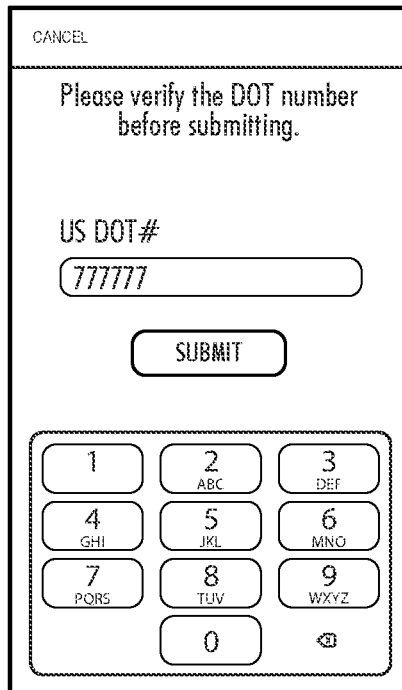 CANCEL
Please verify the DOT number
before submitting.
US DOT#
777777
SUBMIT
1 2 3
ABC DEF
4 5 6
GHI JKL MNO
7 8 9
PQRS TUV WXYZ
0